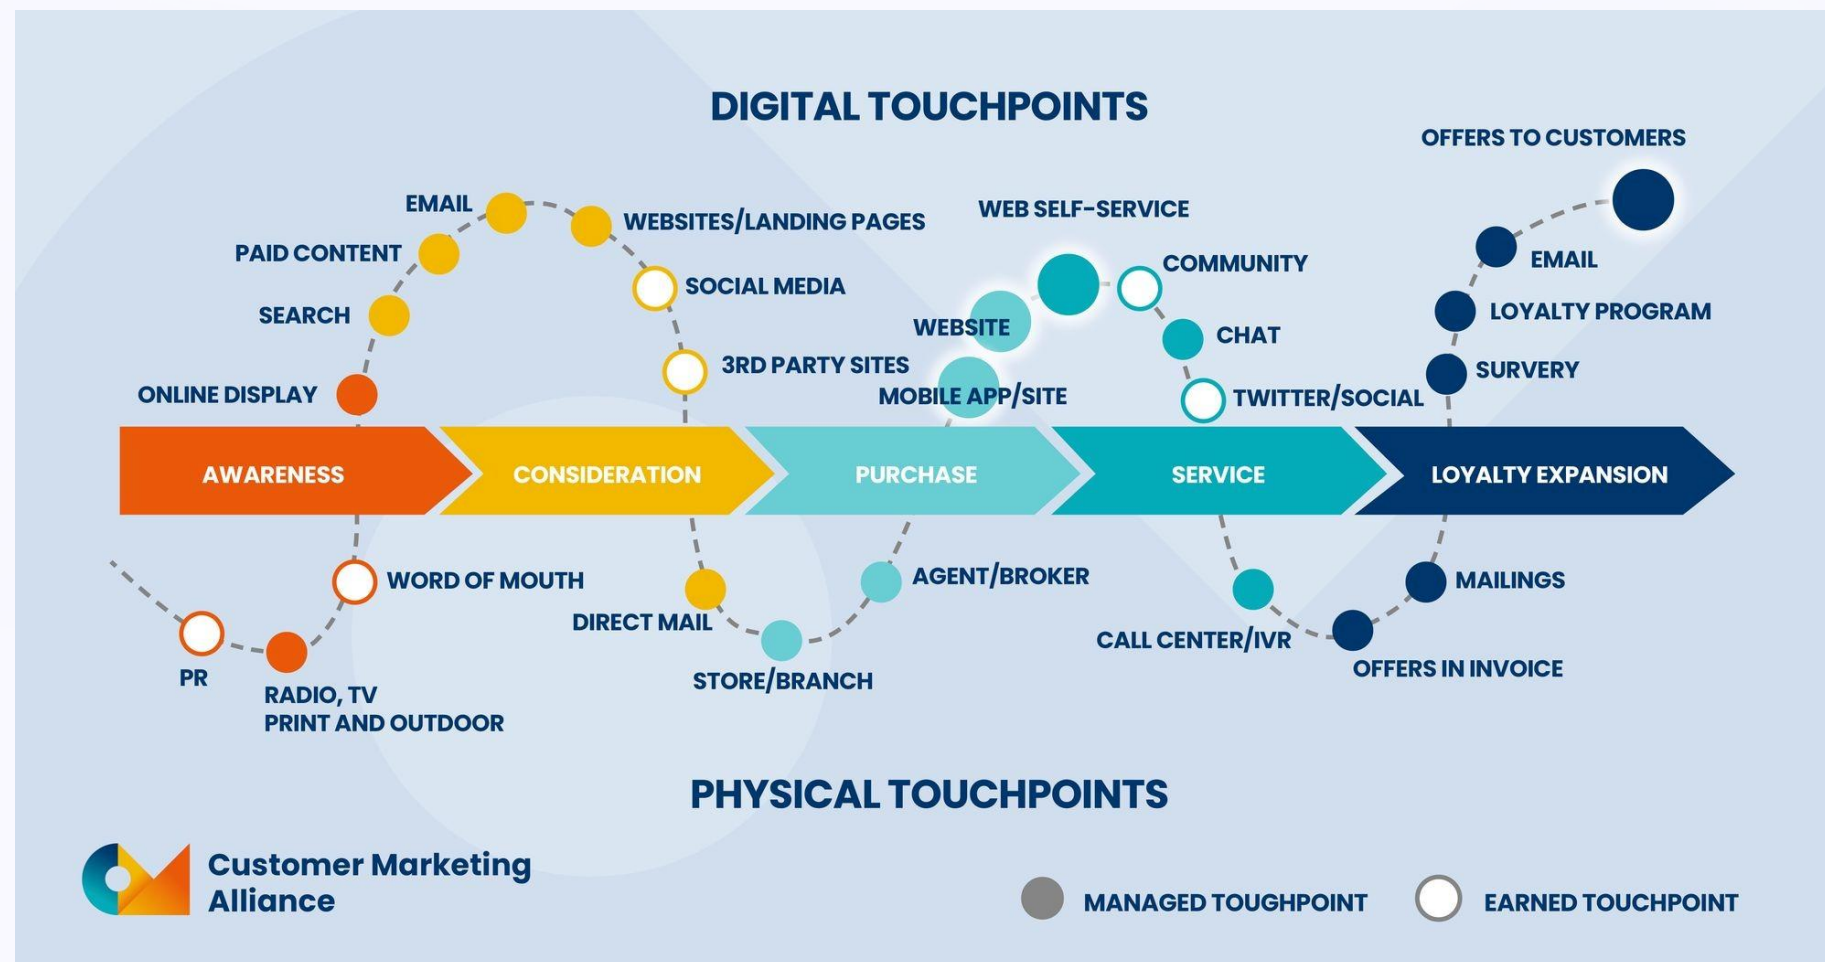 DIGITAL TOUCHPOINTS
OFFERS TO CUSTOMERS
EMAIL
WEBSITES/LANDING PAGES
WEB SELF-SERVICE
PAID CONTENT
COMMUNITY
EMAIL
SEARCH
SOCIAL MEDIA
WEBSITE
CHAT
LOYALTY PROGRAM
ONLINE DISPLAY
3RD PARTY SITES
MOBILE APP/SITE
TWITTER/SOCIAL
SURVERY
AWARENESS
CONSIDERATION
PURCHASE
SERVICE
LOYALTY EXPANSION
WORD OF MOUTH
AGENT/BROKER
MAILINGS
DIRECT MAIL
CALL CENTER/IVR
PR
STORE/BRANCH
OFFERS IN INVOICE
RADIO, TV
PRINT AND OUTDOOR
PHYSICAL TOUCHPOINTS
Customer Marketing
Alliance
MANAGED TOUGHPOINT
EARNED TOUCHPOINT